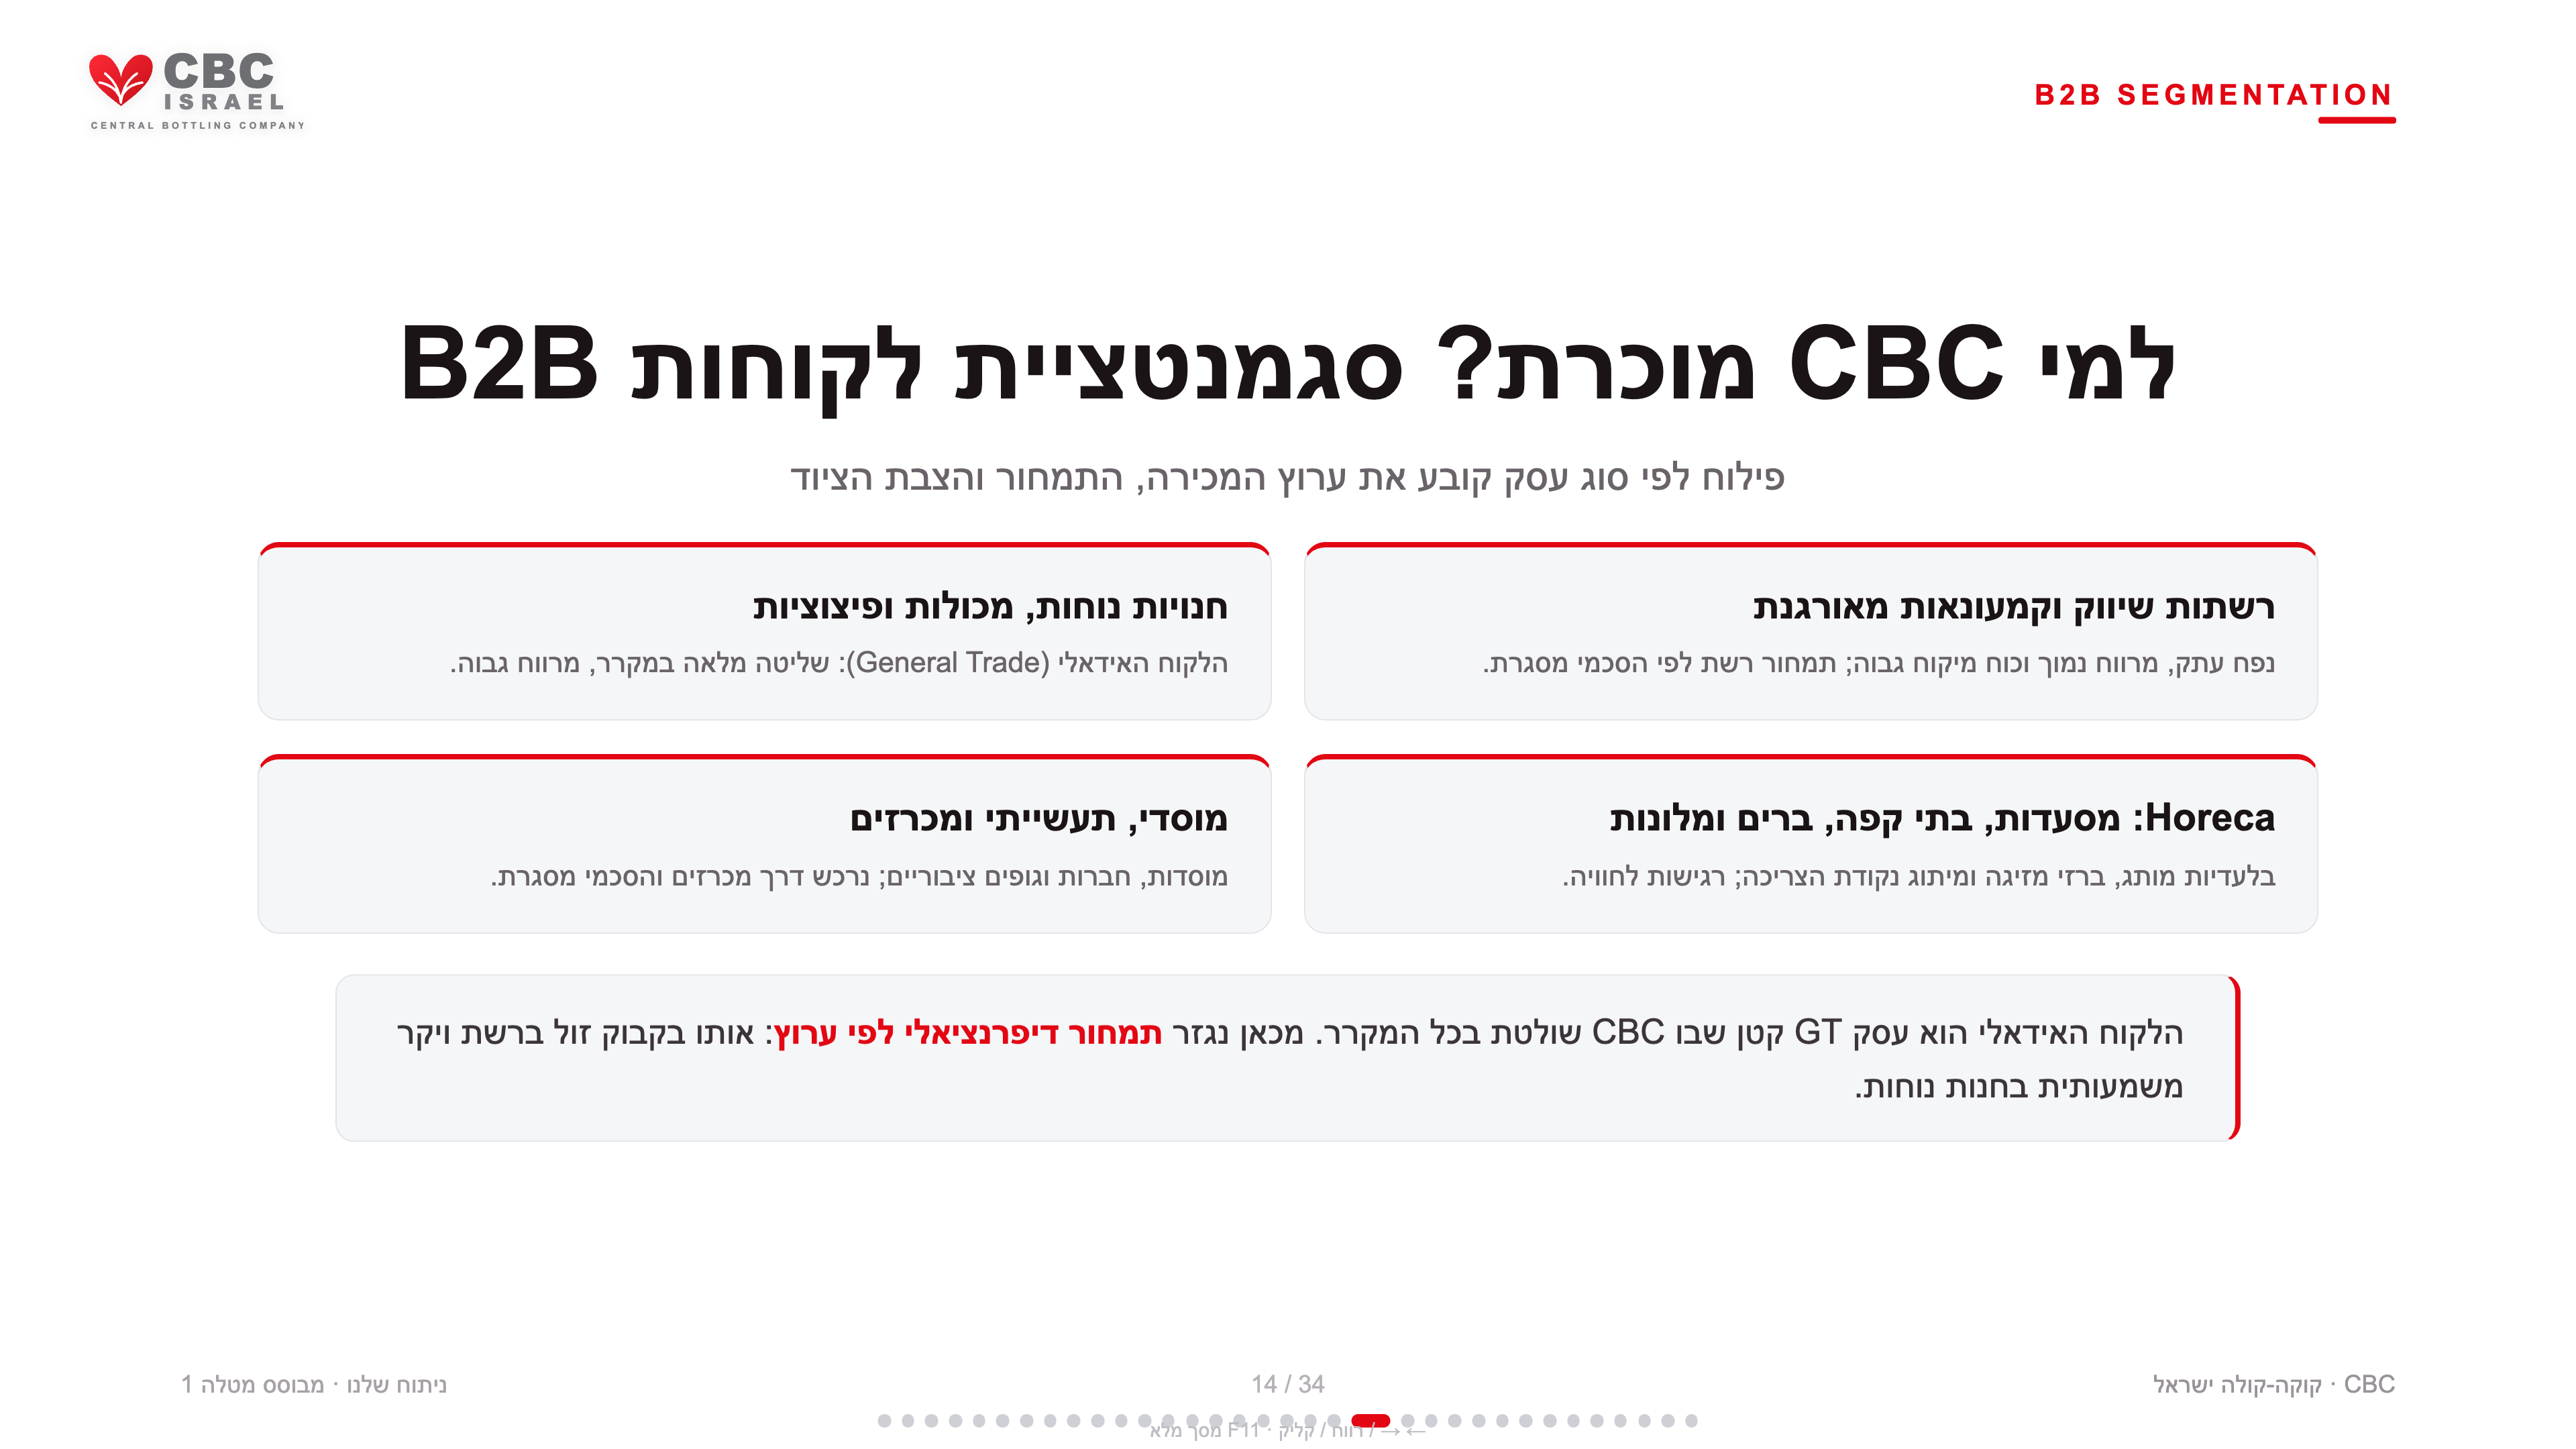 CBC
ISRAEL
CENTRAL BOTTLING COMPANY
B2B SEGMENTATION
למי CBC מוכרת? סגמנטציית לקוחות B2B
פילוח לפי סוג עסק קובע את ערוץ המכירה, התמחור והצבת הציוד
רשתות שיווק וקמעונאות מאורגנת
נפח עתק, מרווח נמוך וכוח מיקוח גבוה; תמחור רשת לפי הסכמי מסגרת.
חנויות נוחות, מכולות ופיצוציות
הלקוח האידאלי (General Trade): שליטה מלאה במקרר, מרווח גבוה.
Horeca: מסעדות, בתי קפה, ברים ומלונות
בלעדיות מותג, ברזי מזיגה ומיתוג נקודת הצריכה; רגישות לחוויה.
מוסדי, תעשייתי ומכרזים
מוסדות, חברות וגופים ציבוריים; נרכש דרך מכרזים והסכמי מסגרת.
הלקוח האידאלי הוא עסק GT קטן שבו CBC שולטת בכל המקרר. מכאן נגזר תמחור דיפרנציאלי לפי ערוץ: אותו בקבוק זול ברשת ויקר
משמעותית בחנות נוחות.
CBC · קוקה-קולה ישראל
14 / 34
ניתוח שלנו · מבוסס מטלה 1
←→ / רווח / קליק · F11 מסך מלא